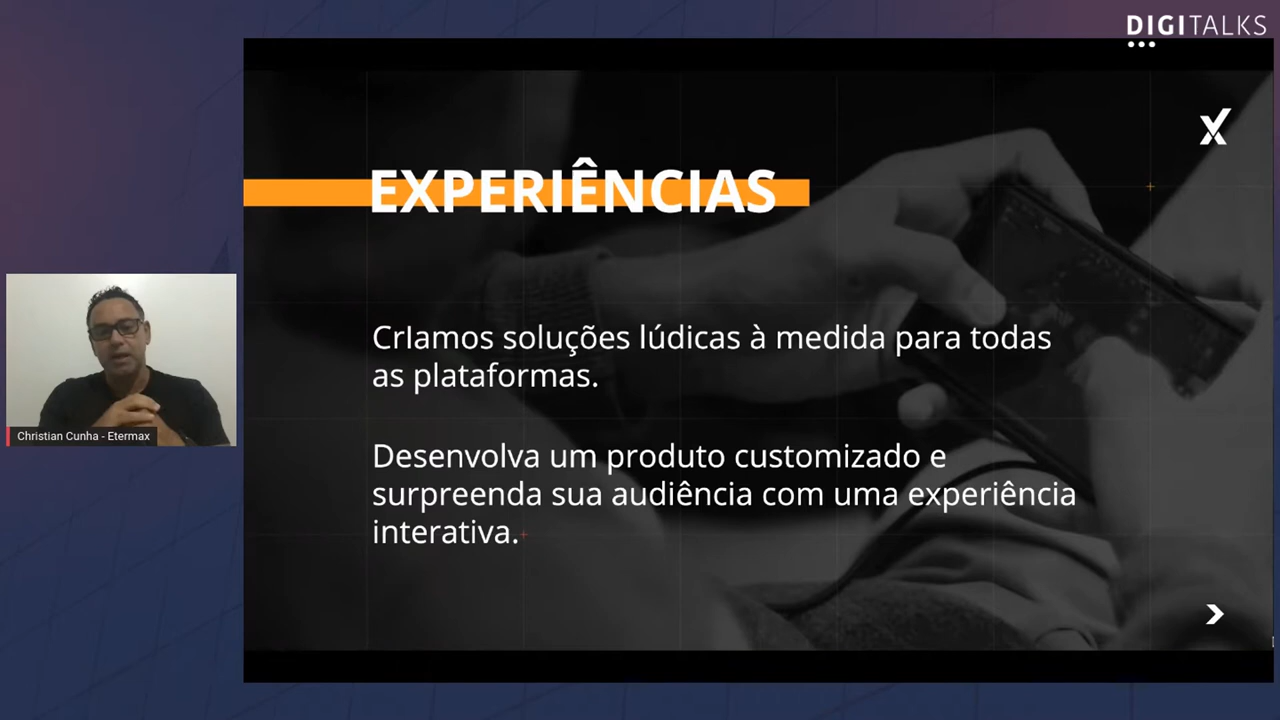 DIGITALKS
EXPERIÊNCIAS
CrIamos soluções lúdicas à medida para todas
as plataformas.
Desenvolva um produto customizado e
surpreenda sua audiência com uma experiência
interativa.
Christian Cunha - Etermax